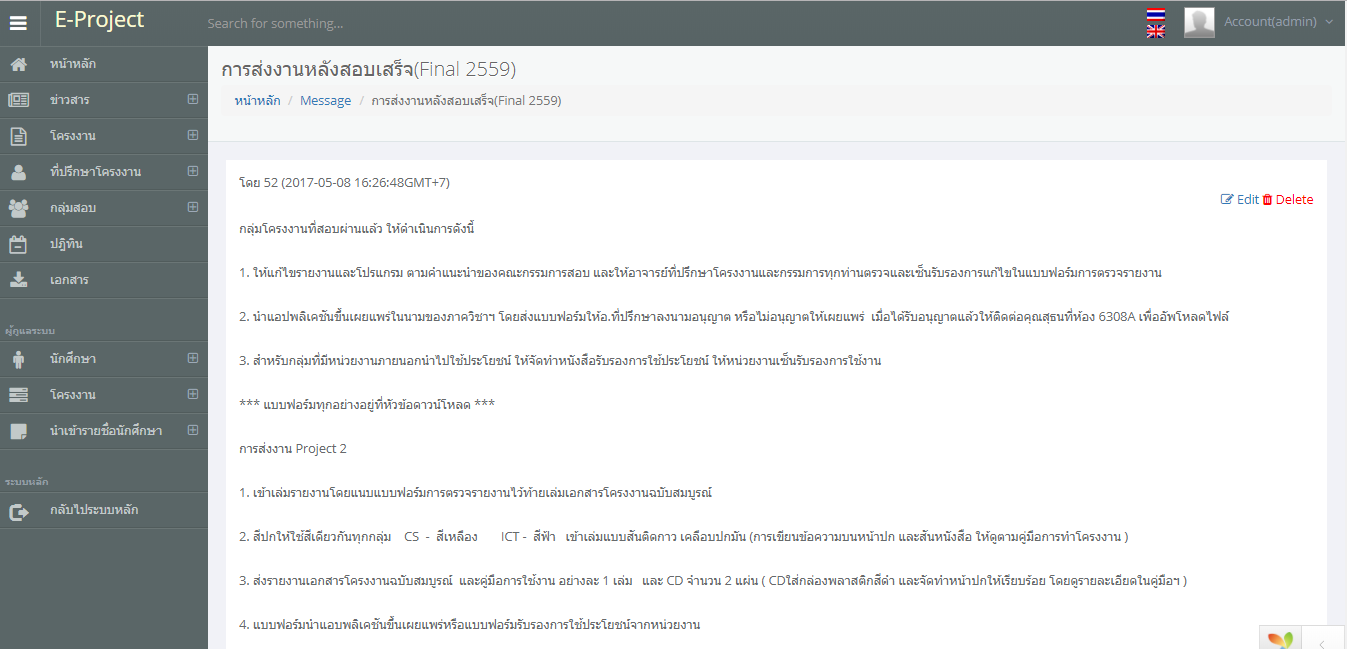 E-Project
Search for something...
Account(admin)
หน้าหลัก
ข่าวสาร
โครงงาน
ที่ปรึกษาโครงงาน
กลุ่มสอบ
ปฏิทิน
เอกสาร
ผู้ดูแลระบบ
นักศึกษา
โครงงาน
นำเข้ารายชื่อนักศึกษา
ระบบหลัก
กลับไประบบหลัก
การส่งงานหลังสอบเสร็จ(Final 2559)
หน้าหลัก / Message / การส่งงานหลังสอบเสร็จ(Final 2559)
โดย 52 (2017-05-08 16:26:48GMT+7)
Edit Delete
กลุ่มโครงงานที่สอบผ่านแล้ว ให้ดำเนินการดังนี้
1. ให้แก้ไขรายงานและโปรแกรม ตามคำแนะนำของคณะกรรมการสอบ และให้อาจารย์ที่ปรึกษาโครงงานและกรรมการทุกท่านตรวจและเซ็นรับรองการแก้ไขในแบบฟอร์มการตรวจรายงาน
2. นำแอปพลิเคชันขึ้นเผยแพร่ในนามของภาควิชาฯ โดยส่งแบบฟอร์มให้อ.ที่ปรึกษาลงนามอนุญาต หรือไม่อนุญาตให้เผยแพร่ เมื่อได้รับอนุญาตแล้วให้ติดต่อคุณสุธนที่ห้อง 6308A เพื่ออัพโหลดไฟล์
3. สำหรับกลุ่มที่มีหน่วยงานภายนอกนำไปใช้ประโยชน์ ให้จัดทำหนังสือรับรองการใช้ประโยชน์ ให้หน่วยงานเซ็นรับรองการใช้งาน
*** แบบฟอร์มทุกอย่างอยู่ที่หัวข้อดาวน์โหลด ***
การส่งงาน Project 2
1. เข้าเล่มรายงานโดยแนบแบบฟอร์มการตรวจรายงานไว้ท้ายเล่มเอกสารโครงงานฉบับสมบูรณ์
2. สีปกให้ใช้สีเดียวกันทุกกลุ่ม CS - สีเหลือง ICT - สีฟ้า เข้าเล่มแบบสันติดกาว เคลือบปกมัน (การเขียนข้อความบนหน้าปก และสันหนังสือ ให้ดูตามคู่มือการทำโครงงาน )
3. ส่งรายงานเอกสารโครงงานฉบับสมบูรณ์ และคู่มือการใช้งาน อย่างละ 1 เล่ม และ CD จำนวน 2 แผ่น ( CDใส่กล่องพลาสติกสีดำ และจัดทำหน้าปกให้เรียบร้อย โดยดูรายละเอียดในคู่มือฯ )
4. แบบฟอร์มนำแอบพลิเคชันขึ้นเผยแพร่หรือแบบฟอร์มรับรองการใช้ประโยชน์จากหน่วยงาน